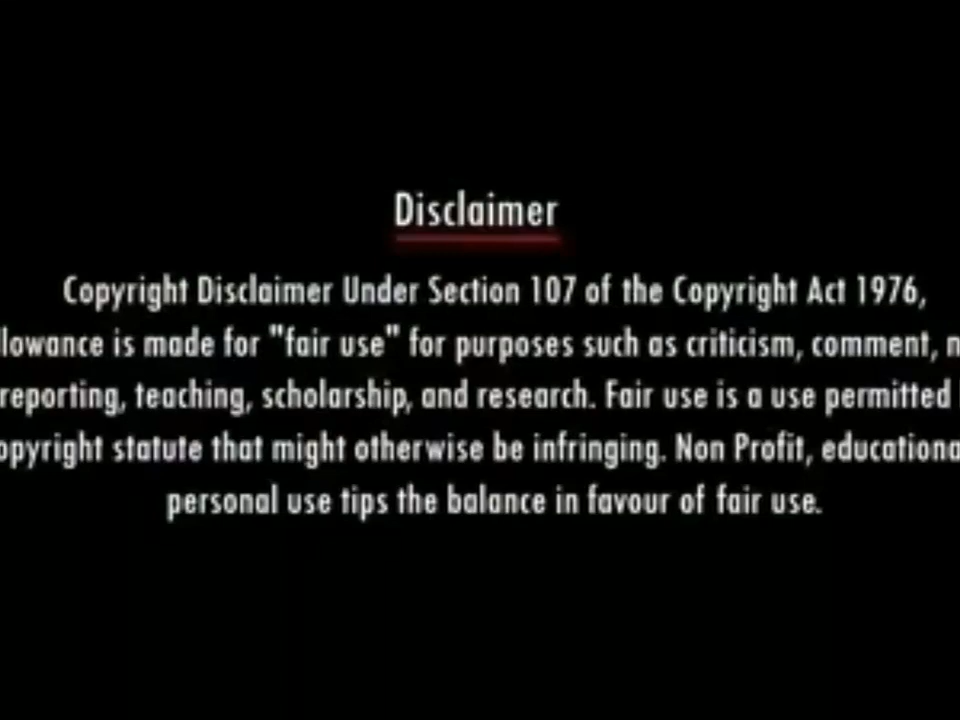 Disclaimer
Copyright Disclaimer Under Section 107 of the Copyright Act 1976,
llowance is made for "fair use" for purposes such as criticism, comment, n
reporting, teaching, scholarship, and research. Fair use is a use permitted
opyright statute that might otherwise be infringing. Non Profit, educationa
personal use tips the balance in favour of fair use.